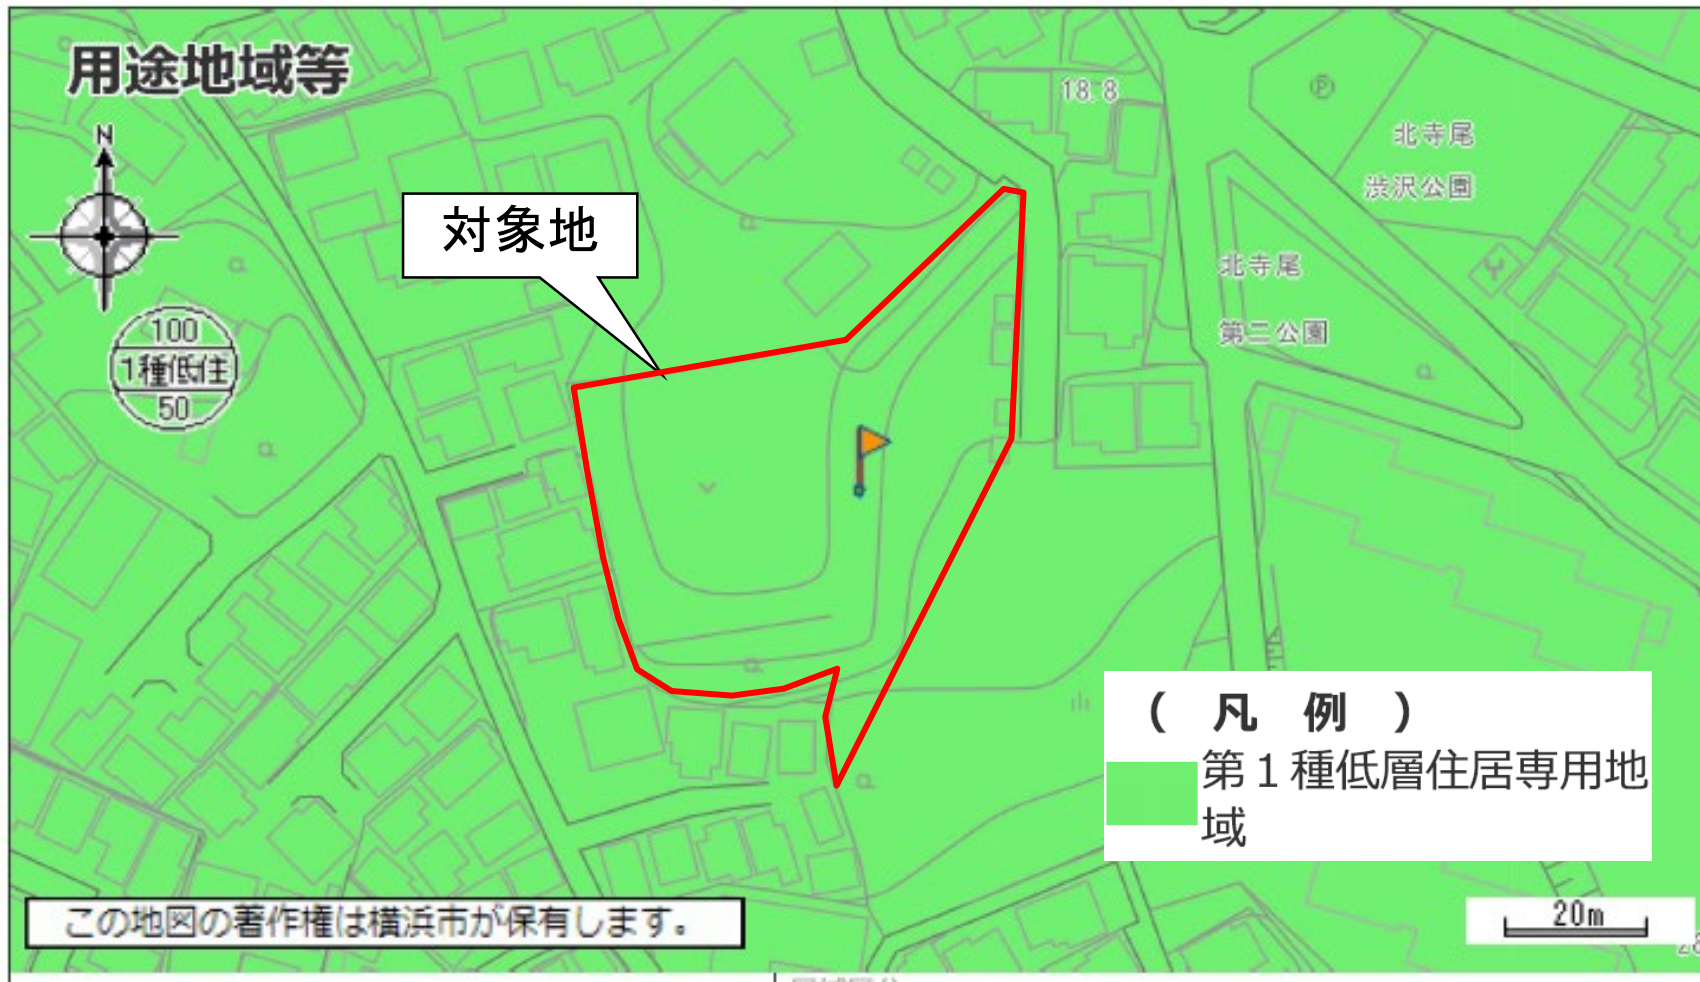 用途地域等
N
18.8
Ⓟ
北寺尾
渋沢公園
対象地
北寺尾
第二公園
100
1種低住
50
（ 凡 例 ）
第１種低層住居専用地
域
この地図の著作権は横浜市が保有します。
20m